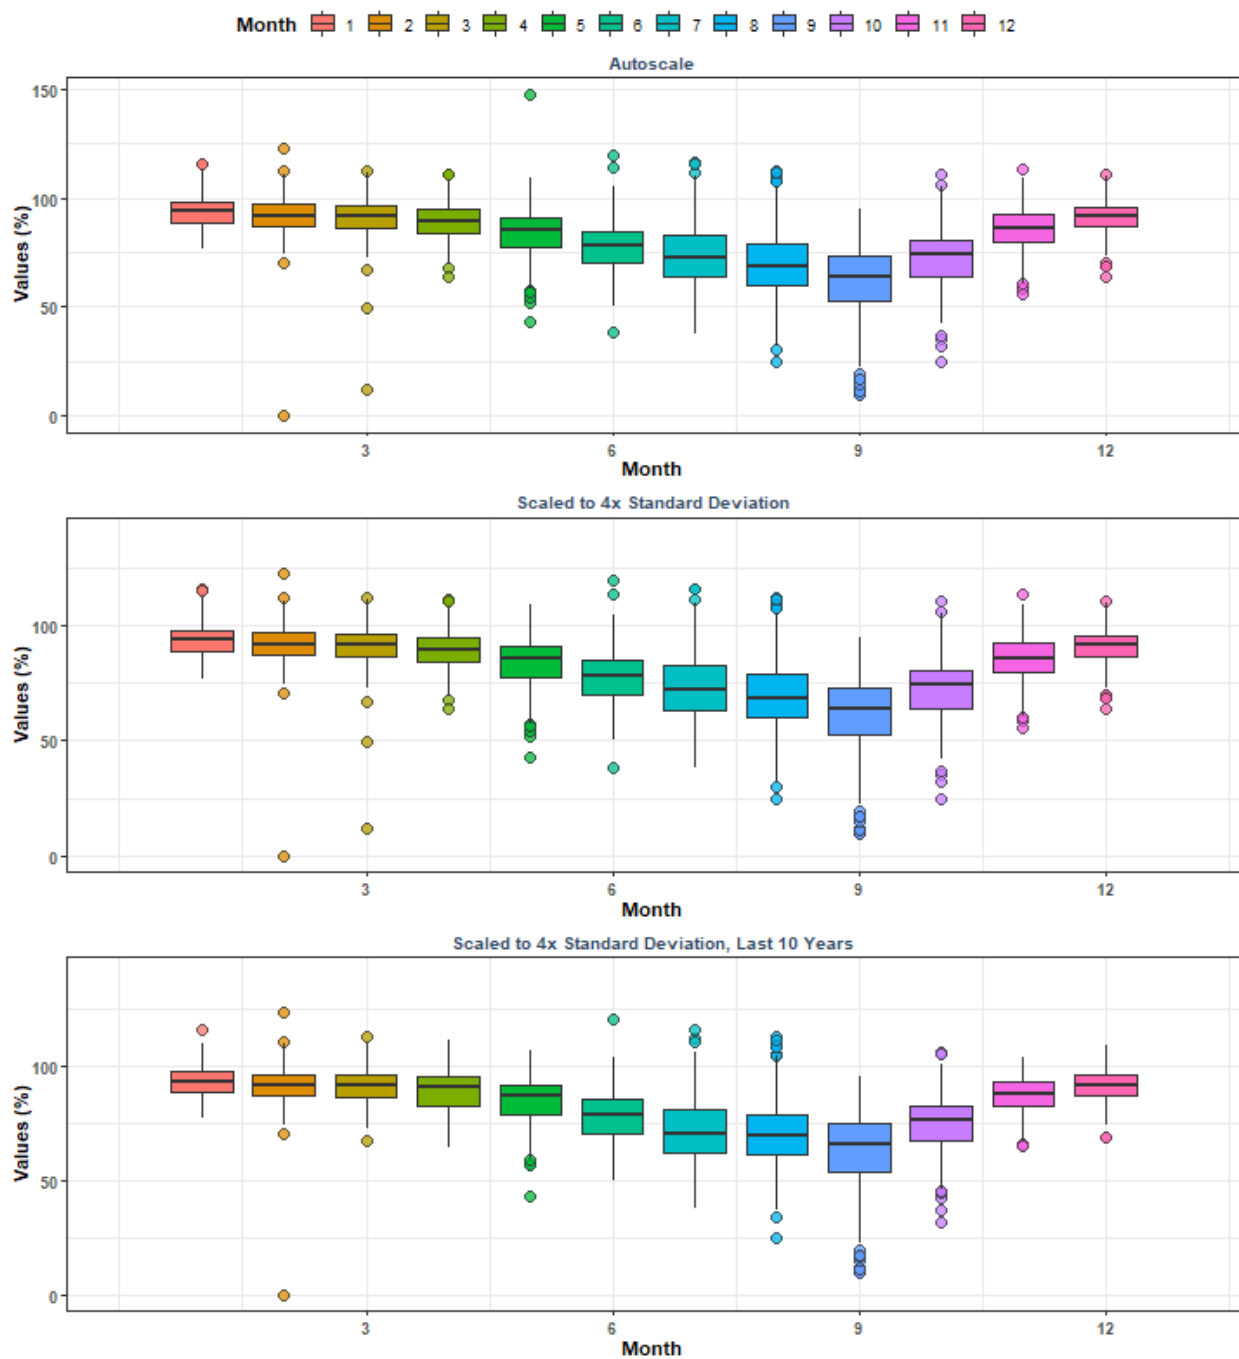 Month 1 2 3 4 5 6 7 8 9 10 11 12
Autoscale
Values (%)
150
100
50
0
3 6 9 12
Month
Scaled to 4x Standard Deviation
Values (%)
100
50
0
3 6 9 12
Month
Scaled to 4x Standard Deviation, Last 10 Years
Values (%)
100
50
0
3 6 9 12
Month